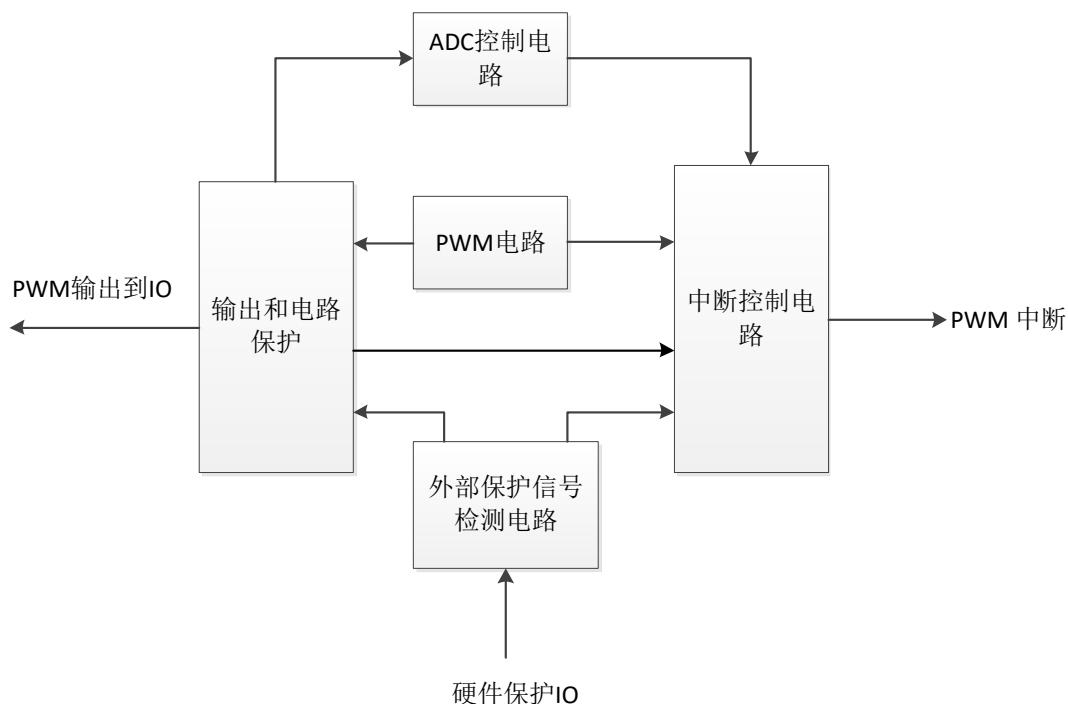 ADC控制电
路
PWM电路
PWM输出到IO
输出和电路
保护
中断控制电
路
PWM 中断
外部保护信号
检测电路
硬件保护IO